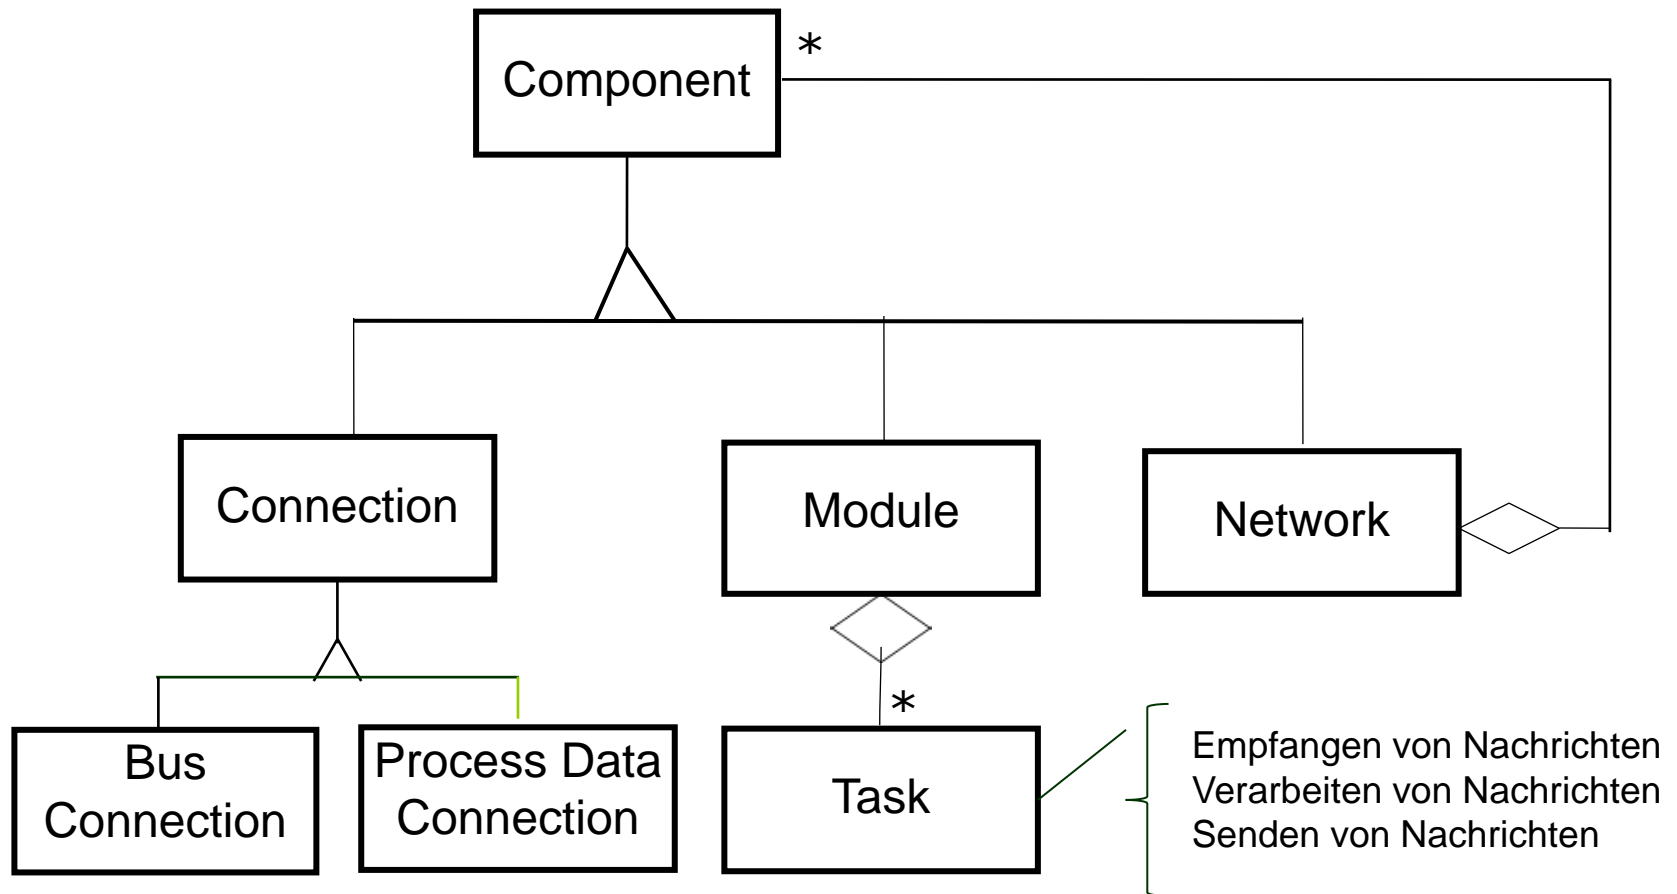 Component
*
Connection
Module
Network
*
Bus
Connection
Process Data
Connection
Task
Empfangen von Nachrichten
Verarbeiten von Nachrichten
Senden von Nachrichten